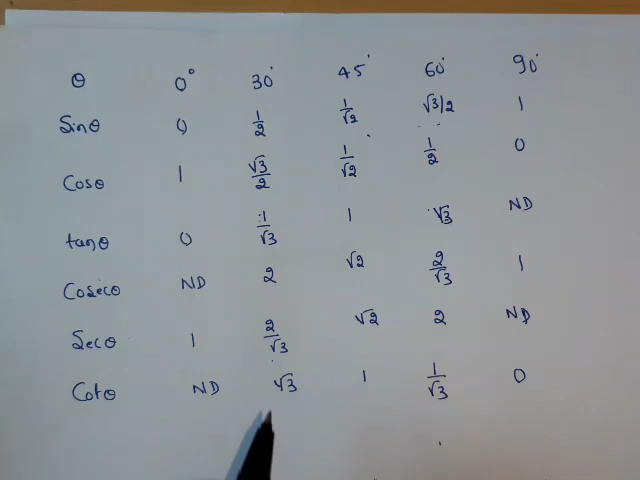 θ 0° 30° 45° 60° 90°
Sinθ 0 1/2 1/√2 √3/2 1
Cosθ 1 √3/2 1/√2 1/2 0
tanθ 0 1/√3 1 √3 ND
Cosecθ ND 2 √2 2/√3 1
Secθ 1 2/√3 √2 2 ND
Cotθ ND √3 1 1/√3 0